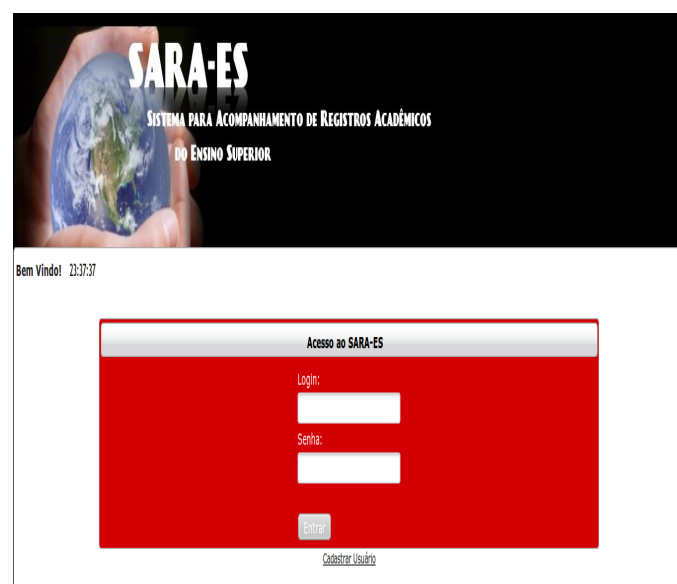 SARA-ES
SISTEMA PARA ACOMPANHAMENTO DE REGISTROS ACADÊMICOS
DO ENSINO SUPERIOR
Bem Vindo! 23:37:37
Acesso ao SARA-ES
Login:
Senha:
Entrar
Cadastrar Usuário